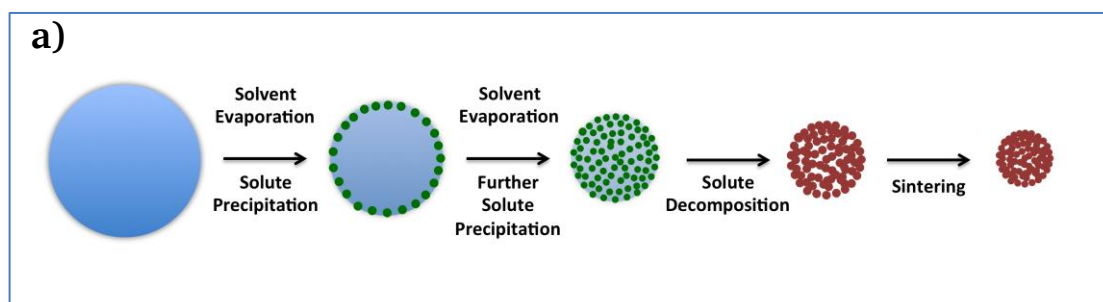 a)
Solvent
Evaporation
Solute
Precipitation
Solvent
Evaporation
Further
Solute
Precipitation
Solute
Decomposition
Sintering